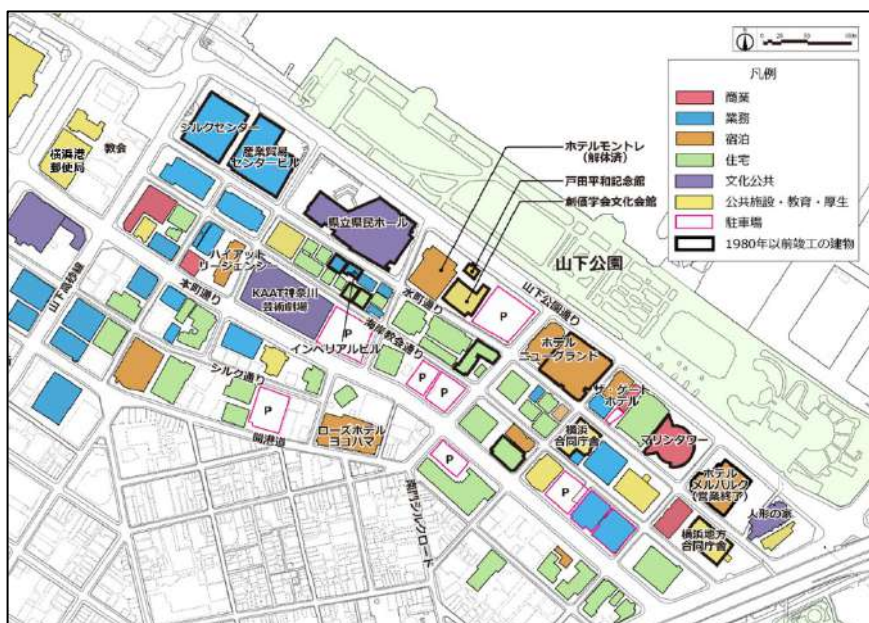 凡例
商業
業務
宿泊
住宅
文化公共
公共施設・教育・厚生
駐車場
1980年以前竣工の建物
シルクセンター
産業貿易
センタービル
教会
横浜港
郵便局
ホテルモントレ
(解体済)
戸田平和記念館
創価学会文化会館
県立県民ホール
山下公園
山下公園通り
ハイアット
リージェンシー
水町通り
本町通り
KAAT神奈川
芸術劇場
海岸教会通り
山下高砂線
インペリアルビル
シルク通り
開港道
ローズホテル
ヨコハマ
南門シルクロード
ホテル
ニューグランド
ザ・ゲート
ホテル
マリンタワー
横浜
合同庁舎
ホテル
メルパルク
(営業終了)
人形の家
横浜地方
合同庁舎
P
P
P
P
P
P
P